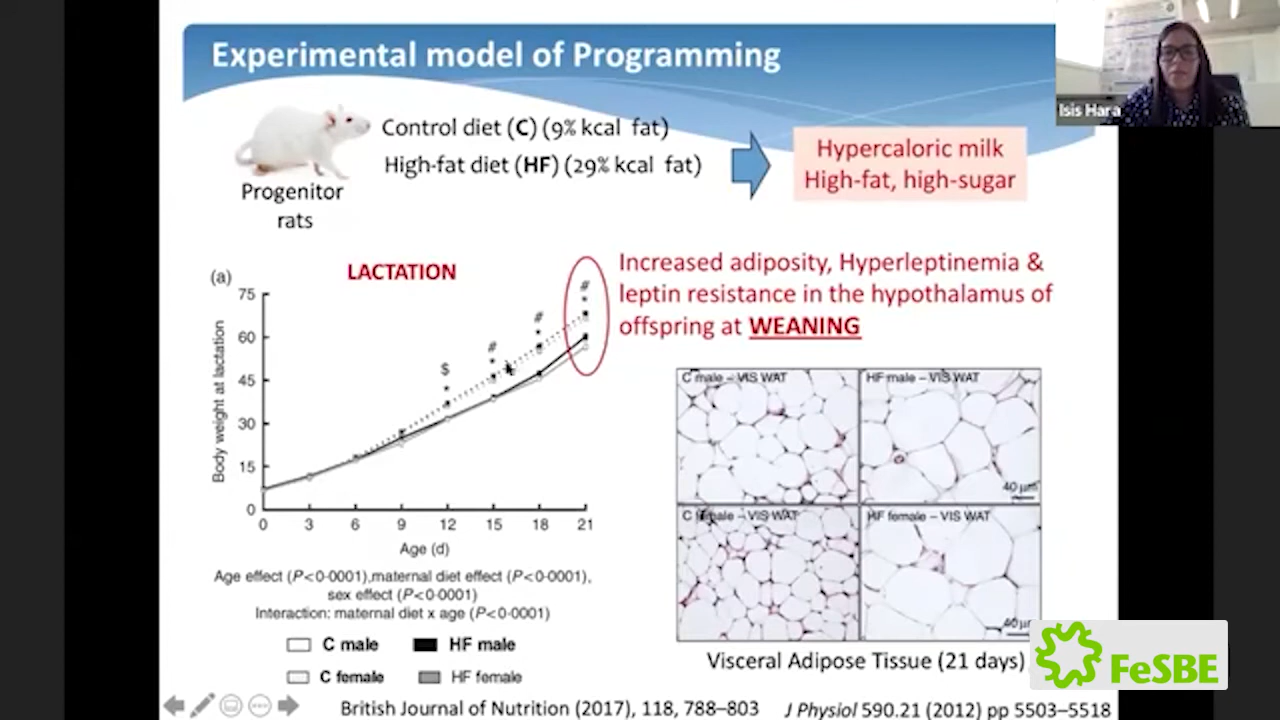 Experimental model of Programming
Isis Hara
Control diet (C) (9% kcal fat)
High-fat diet (HF) (29% kcal fat)
Progenitor
rats
Hypercaloric milk
High-fat, high-sugar
LACTATION
Increased adiposity, Hyperleptinemia &
leptin resistance in the hypothalamus of
offspring at WEANING
(a)
75
60
45
30
15
0
Body weight at lactation
$
*
#
*
#
*
#
*
0 3 6 9 12 15 18 21
Age (d)
Age effect (P<0·0001),maternal diet effect (P<0·0001),
sex effect (P<0·0001)
Interaction: maternal diet x age (P<0·0001)
C male HF male
C female HF female
C male – VIS WAT
HF male – VIS WAT
40 µm
C female – VIS WAT
HF female – VIS WAT
40 µm
Visceral Adipose Tissue (21 days)
FeSBE
British Journal of Nutrition (2017), 118, 788–803
J Physiol 590.21 (2012) pp 5503–5518